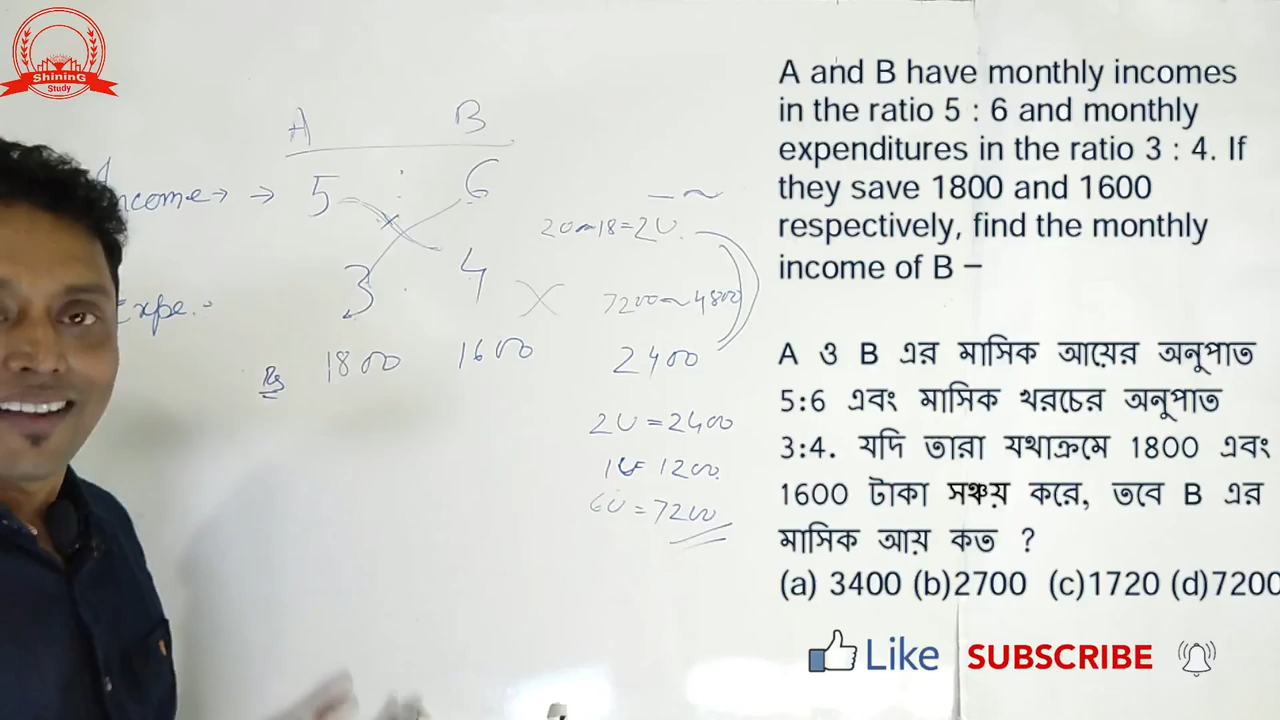 ShininG
Study
A B
Income → → 5 : 6
Expe.- 3 . 4
Rs 1800 1600
20~18=2U.
7200~4800
2400
2U=2400
1U=1200.
6U=7200
A and B have monthly incomes
in the ratio 5 : 6 and monthly
expenditures in the ratio 3 : 4. If
they save 1800 and 1600
respectively, find the monthly
income of B –
A ও B এর মাসিক আয়ের অনুপাত
5:6 এবং মাসিক খরচের অনুপাত
3:4. যদি তারা যথাক্রমে 1800 এবং
1600 টাকা সঞ্চয় করে, তবে B এর
মাসিক আয় কত ?
(a) 3400 (b)2700 (c)1720 (d)7200
Like SUBSCRIBE